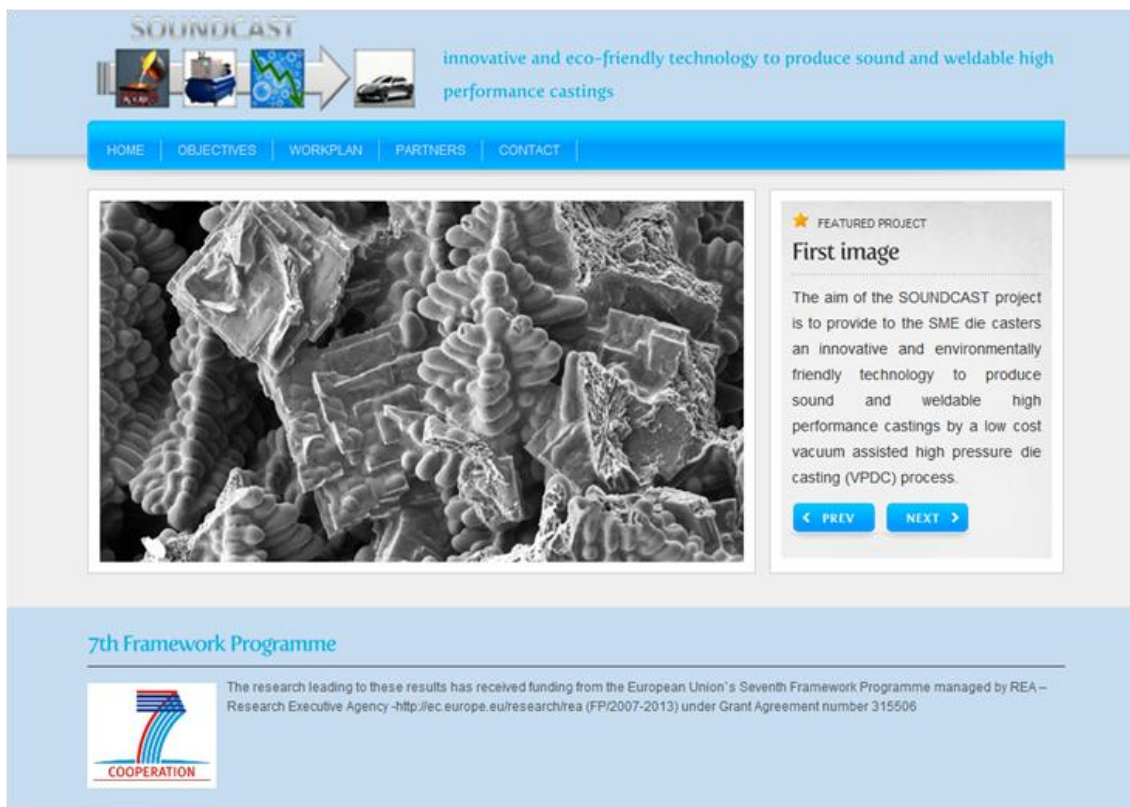 SOUNDCAST
innovative and eco-friendly technology to produce sound and weldable high
performance castings
HOME
OBJECTIVES
WORKPLAN
PARTNERS
CONTACT
FEATURED PROJECT
First image
The aim of the SOUNDCAST project
is to provide to the SME die casters
an innovative and environmentally
friendly technology to produce
sound and weldable high
performance castings by a low cost
vacuum assisted high pressure die
casting (VPDC) process.
PREV
NEXT
7th Framework Programme
The research leading to these results has received funding from the European Union's Seventh Framework Programme managed by REA –
Research Executive Agency -http://ec.europe.eu/research/rea (FP/2007-2013) under Grant Agreement number 315506
7
COOPERATION